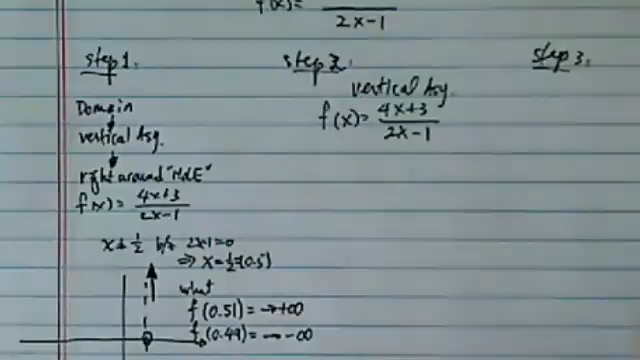 f(x)=
2x-1
step 1:
step 2:
step 3:
Domain
vertical Asy.
right around "HolE"
f(x)= 4x+3
2x-1
x≠ 1/2 b/c 2x-1=0
⇒ x=1/2=(0.5)
what
f(0.51)=→+∞
f(0.49)=→-∞
vertical Asy.
f(x)= 4x+3
2x-1